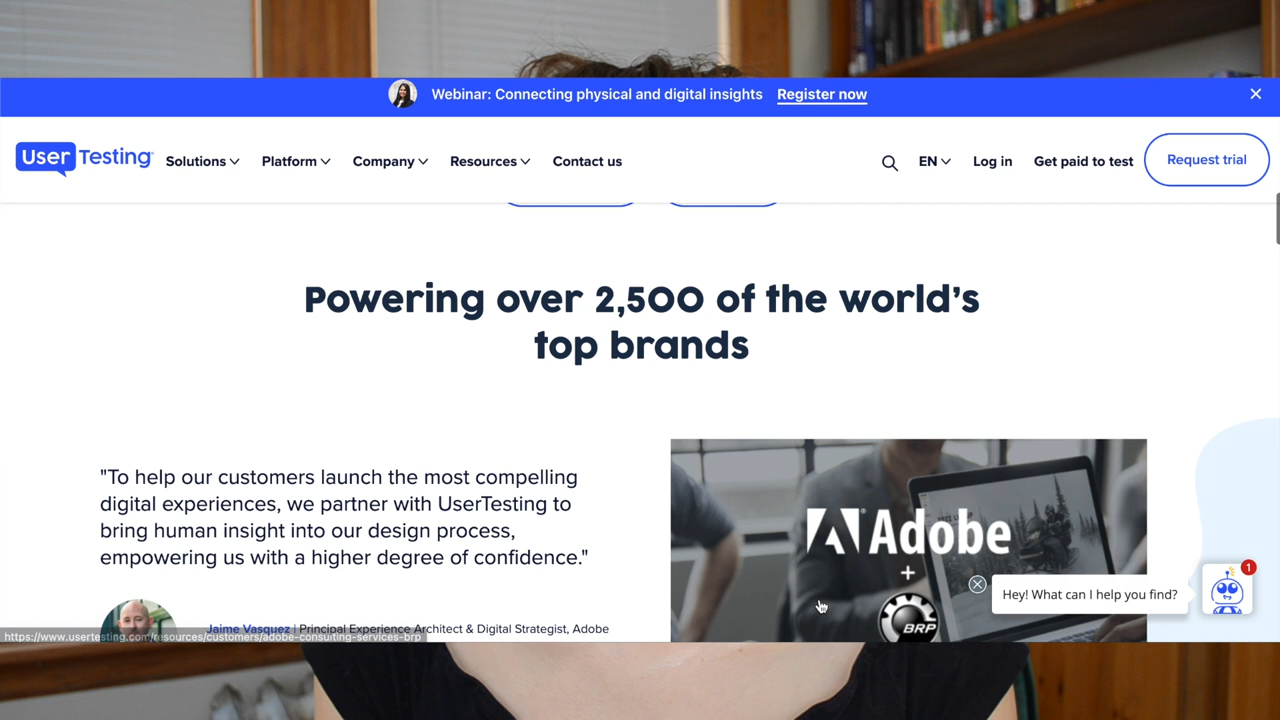 Webinar: Connecting physical and digital insights Register now
User Testing
Solutions Platform Company Resources Contact us
EN Log in Get paid to test Request trial
Powering over 2,500 of the world's
top brands
"To help our customers launch the most compelling
digital experiences, we partner with UserTesting to
bring human insight into our design process,
empowering us with a higher degree of confidence."
Jaime Vasquez | Principal Experience Architect & Digital Strategist, Adobe
Adobe
+
BRP
Hey! What can I help you find?
1
https://www.usertesting.com/resources/customers/adobe-consulting-services-brp